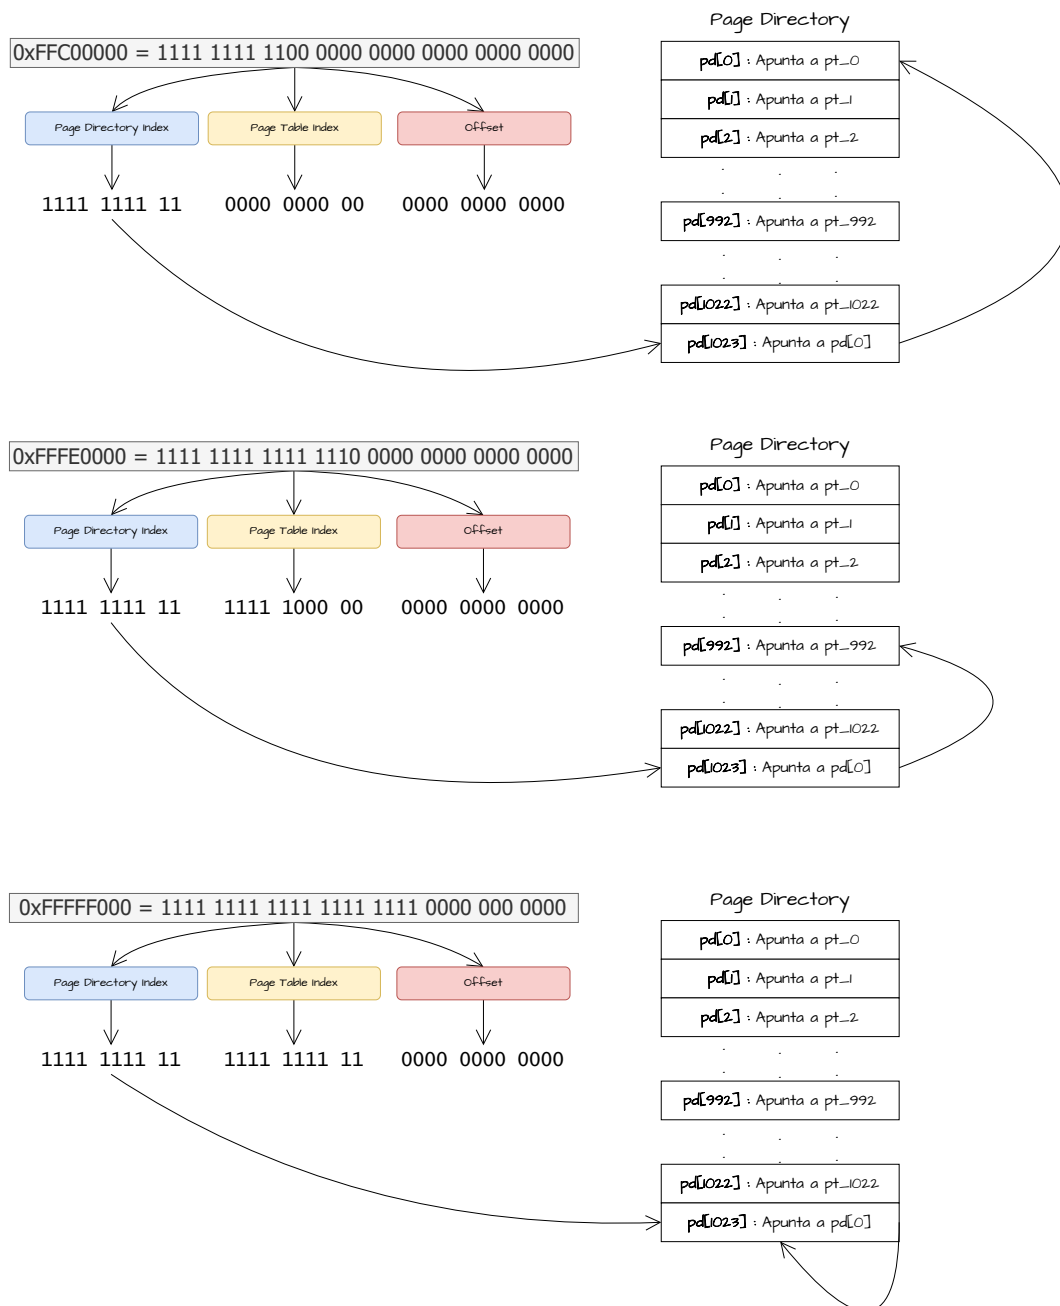 Page Directory
0xFFC00000 = 1111 1111 1100 0000 0000 0000 0000 0000
pd[0] : Apunta a pt_0
pd[1] : Apunta a pt_1
Page Directory Index
Page Table Index
Offset
pd[2] : Apunta a pt_2
1111 1111 11
0000 0000 00
0000 0000 0000
pd[992] : Apunta a pt_992
pd[1022] : Apunta a pt_1022
pd[1023] : Apunta a pd[0]
Page Directory
0xFFFE0000 = 1111 1111 1111 1110 0000 0000 0000 0000
pd[0] : Apunta a pt_0
pd[1] : Apunta a pt_1
Page Directory Index
Page Table Index
Offset
pd[2] : Apunta a pt_2
1111 1111 11
1111 1000 00
0000 0000 0000
pd[992] : Apunta a pt_992
pd[1022] : Apunta a pt_1022
pd[1023] : Apunta a pd[0]
Page Directory
0xFFFFF000 = 1111 1111 1111 1111 1111 0000 000 0000
pd[0] : Apunta a pt_0
pd[1] : Apunta a pt_1
Page Directory Index
Page Table Index
Offset
pd[2] : Apunta a pt_2
1111 1111 11
1111 1111 11
0000 0000 0000
pd[992] : Apunta a pt_992
pd[1022] : Apunta a pt_1022
pd[1023] : Apunta a pd[0]